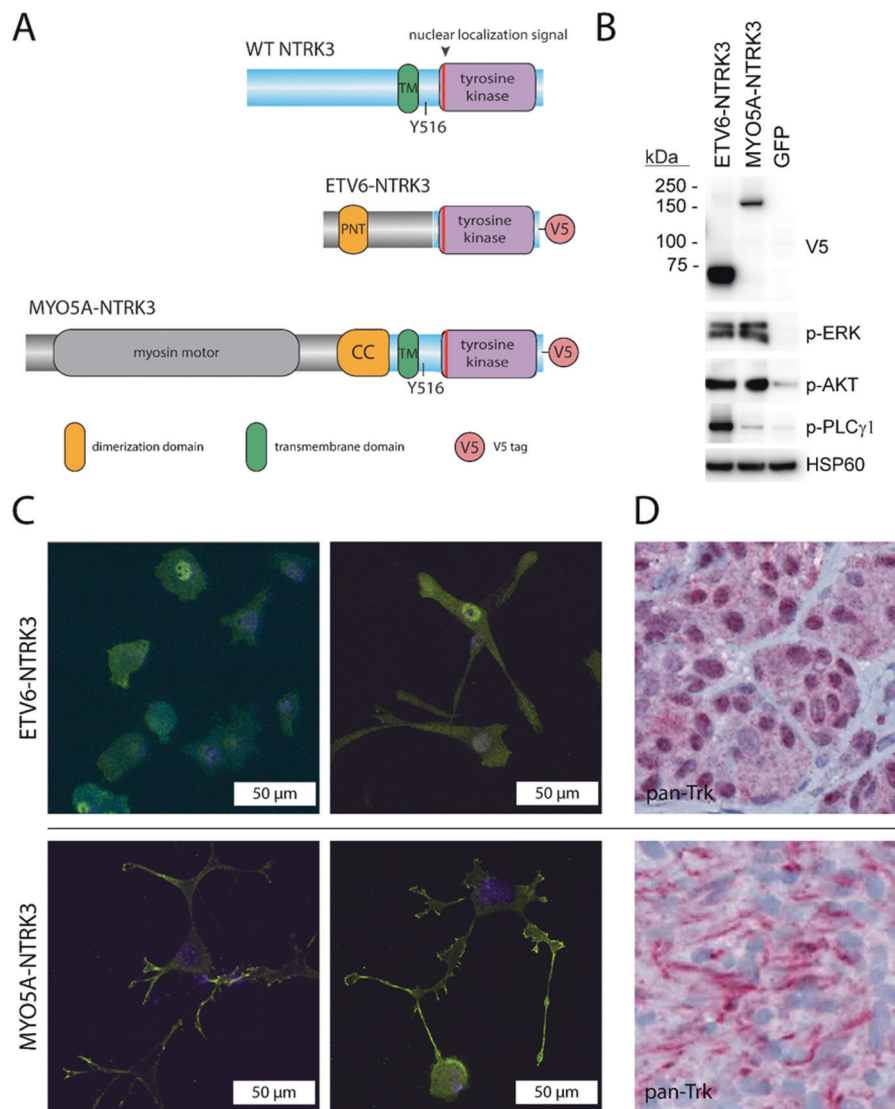 A
WT NTRK3
nuclear localization signal
TM
tyrosine
kinase
Y516
ETV6-NTRK3
PNT
tyrosine
kinase
V5
MYO5A-NTRK3
myosin motor
CC
TM
tyrosine
kinase
V5
Y516
dimerization domain
transmembrane domain
V5
V5 tag
B
ETV6-NTRK3
MYO5A-NTRK3
GFP
kDa
250 -
150 -
100 -
75 -
V5
p-ERK
p-AKT
p-PLCγ1
HSP60
C
ETV6-NTRK3
50 µm
50 µm
MYO5A-NTRK3
50 µm
50 µm
D
pan-Trk
pan-Trk